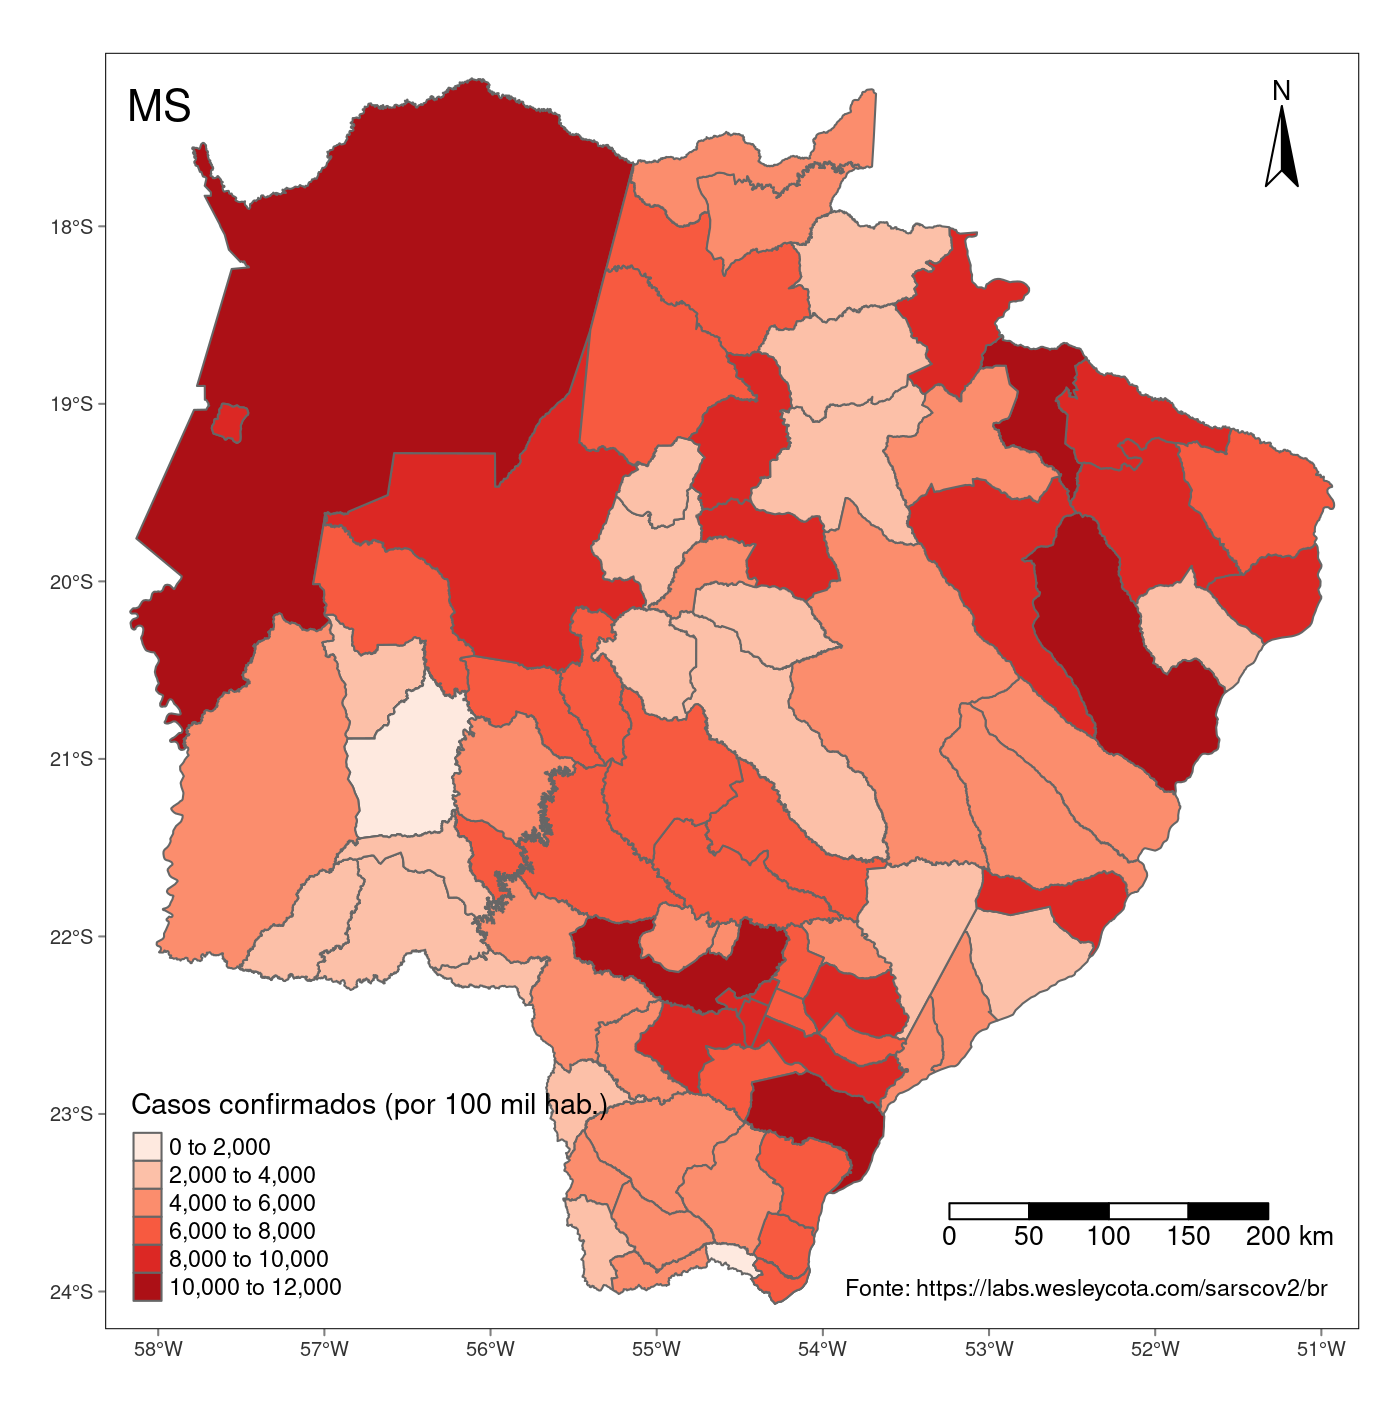 MS
N
18°S
19°S
20°S
21°S
22°S
23°S
24°S
Casos confirmados (por 100 mil hab.)
0 to 2,000
2,000 to 4,000
4,000 to 6,000
6,000 to 8,000
8,000 to 10,000
10,000 to 12,000
0 50 100 150 200 km
Fonte: https://labs.wesleycota.com/sarscov2/br
58°W 57°W 56°W 55°W 54°W 53°W 52°W 51°W